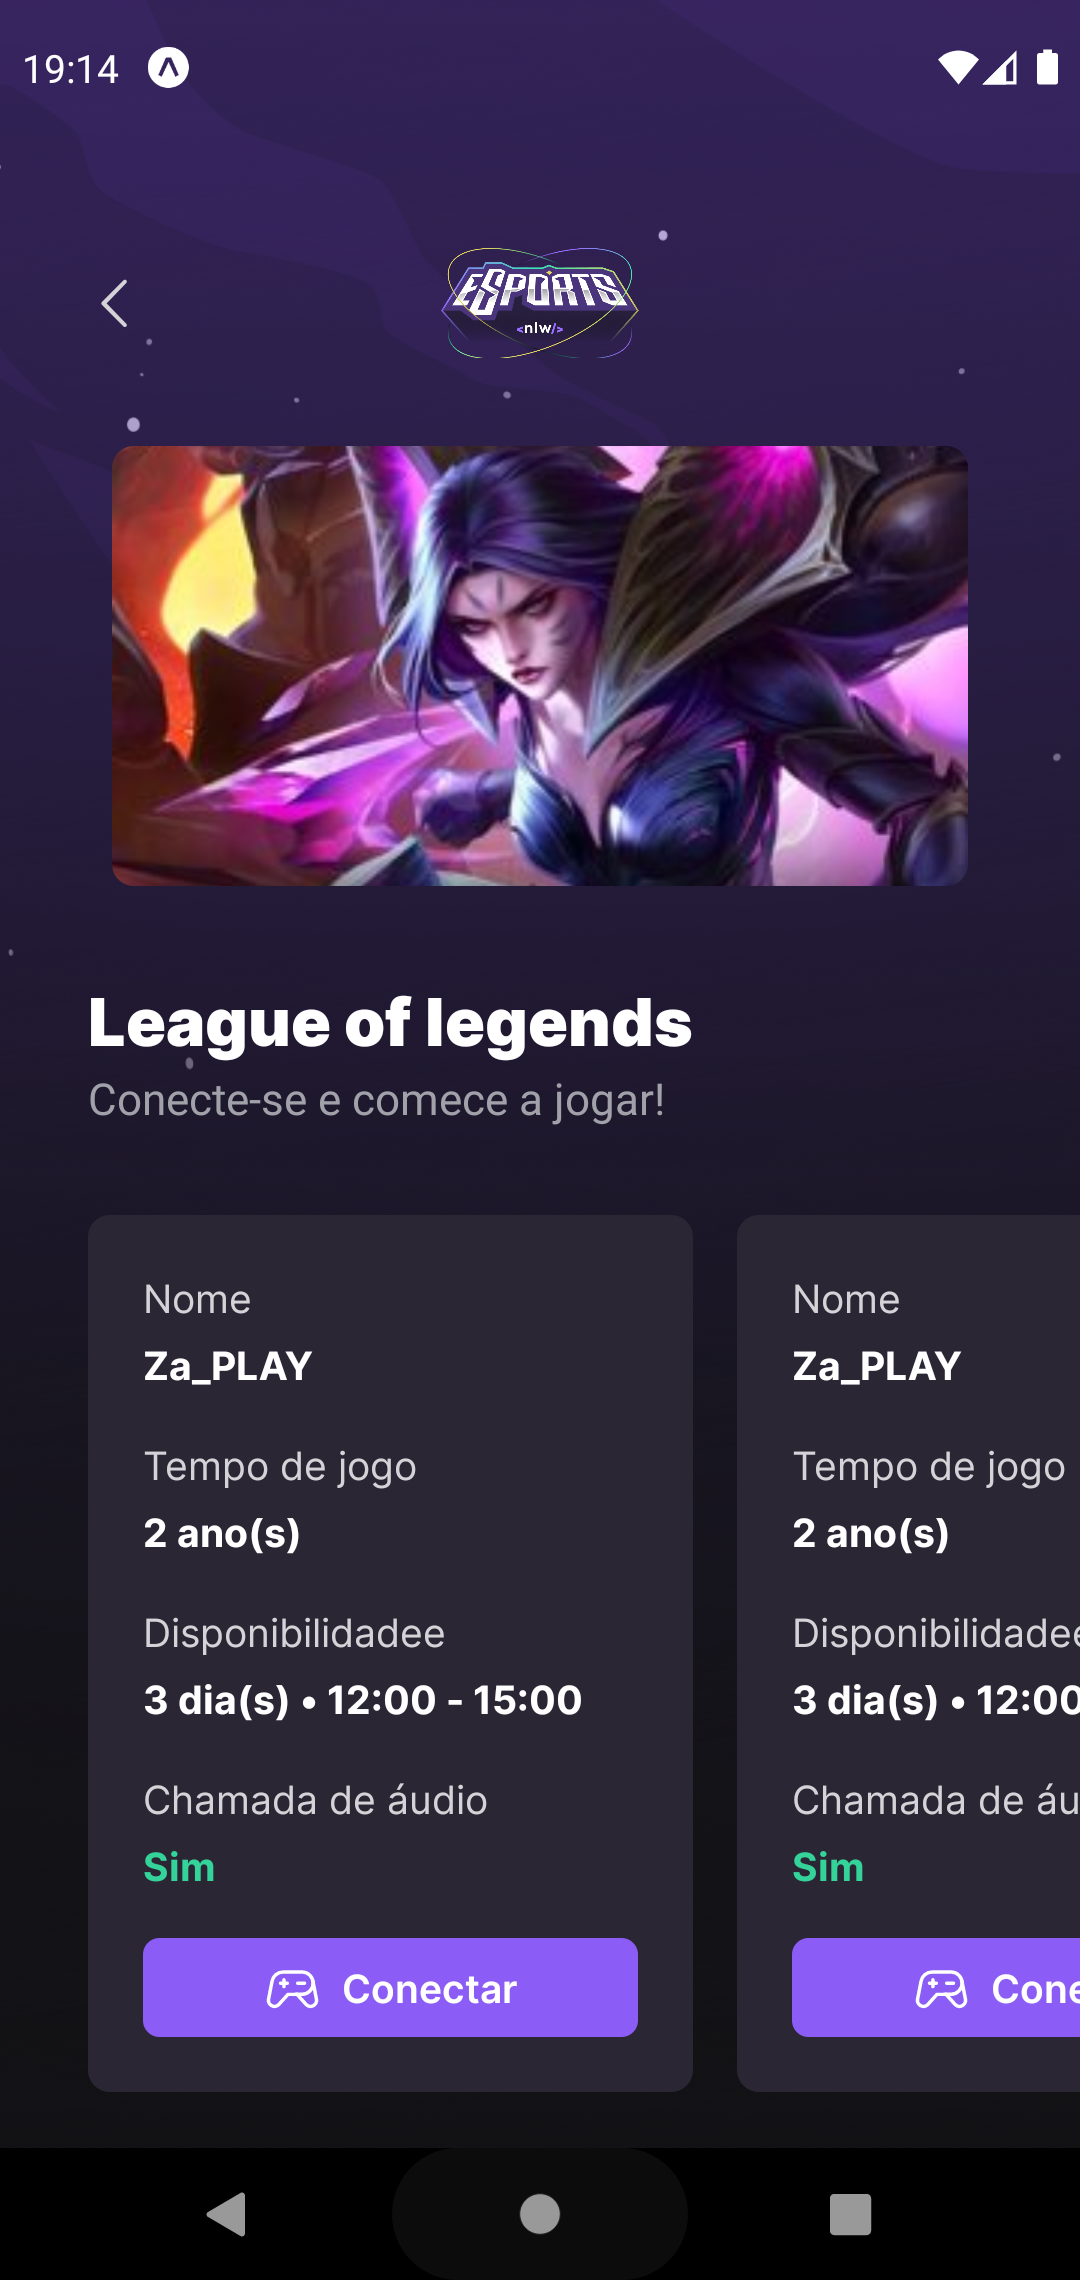 19:14
ESPORTS
<nlw/>
League of legends
Conecte-se e comece a jogar!
Nome
Za_PLAY
Tempo de jogo
2 ano(s)
Disponibilidadee
3 dia(s) • 12:00 - 15:00
Chamada de áudio
Sim
Conectar
Nome
Za_PLAY
Tempo de jogo
2 ano(s)
Disponibilidadee
3 dia(s) • 12:00
Chamada de áu
Sim
Cone